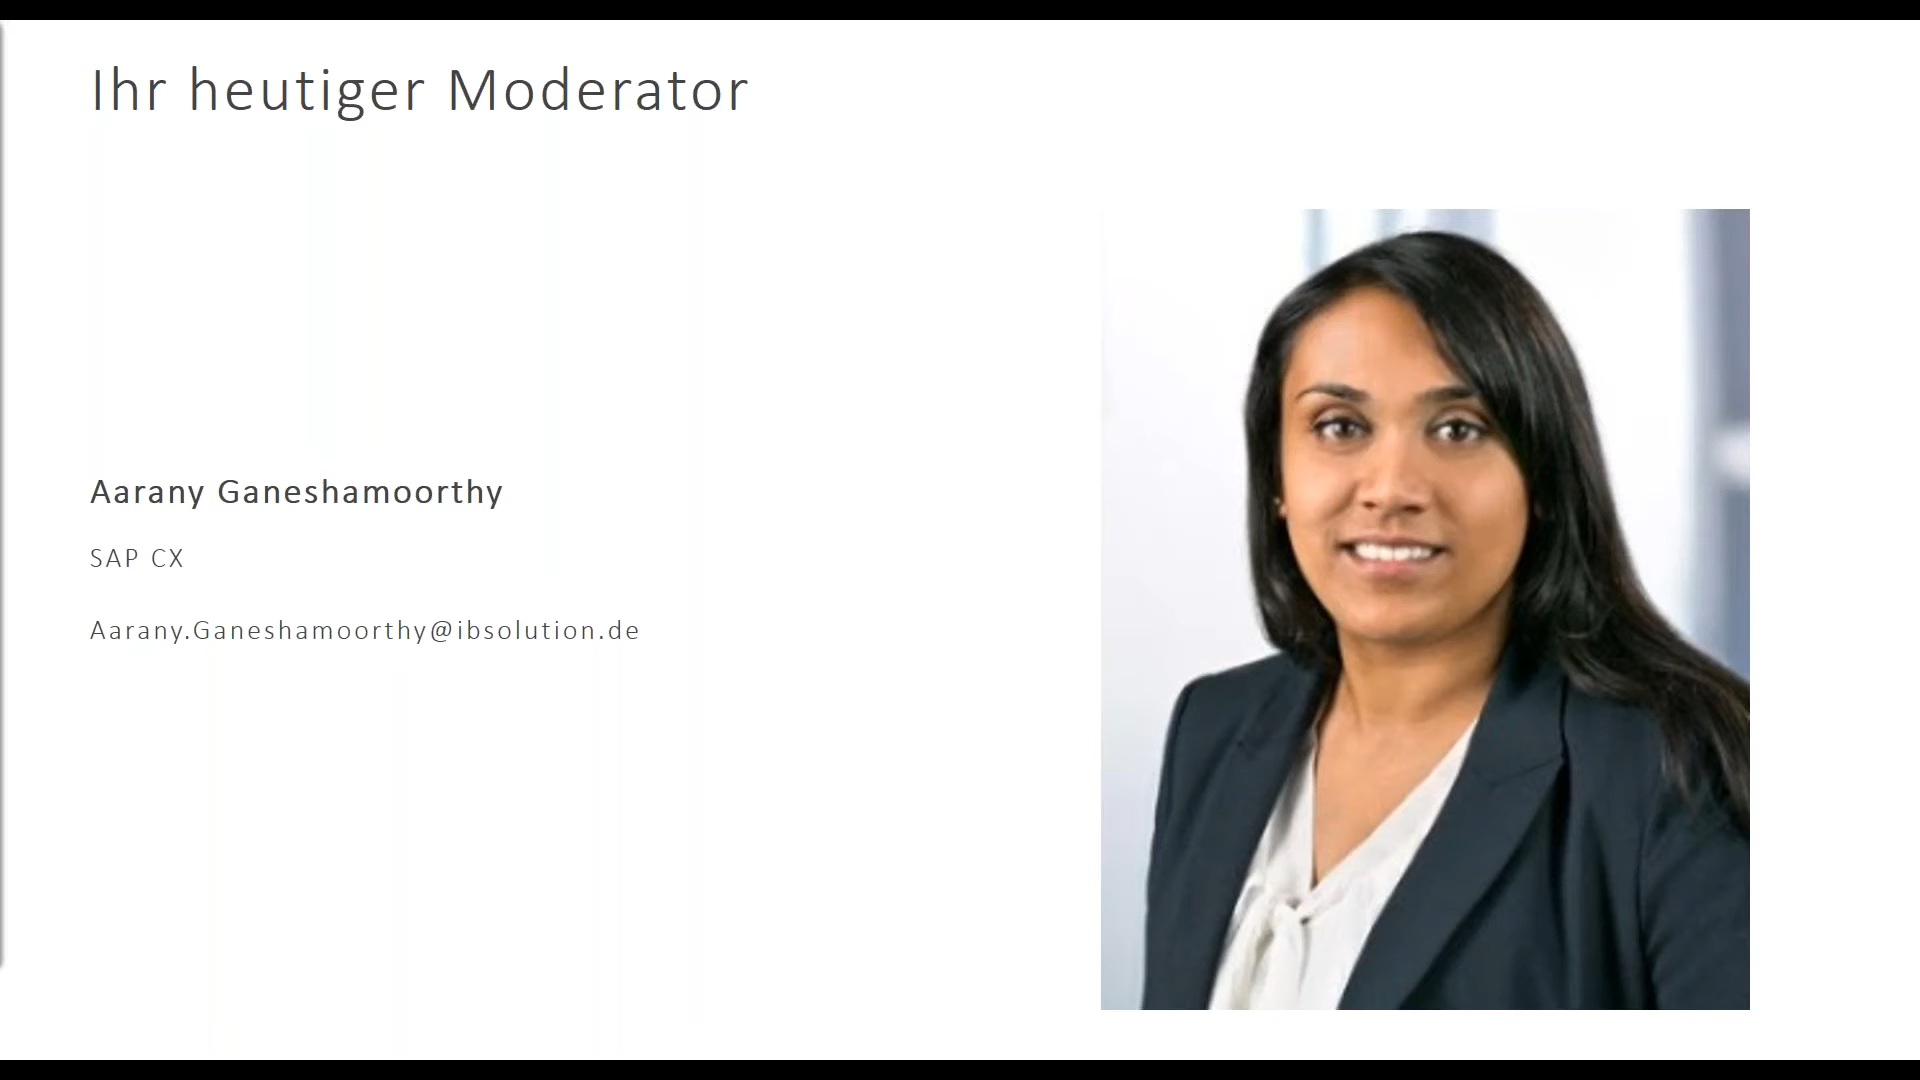 Ihr heutiger Moderator
Aarany Ganeshamoorthy
SAP CX
Aarany.Ganeshamoorthy@ibsolution.de